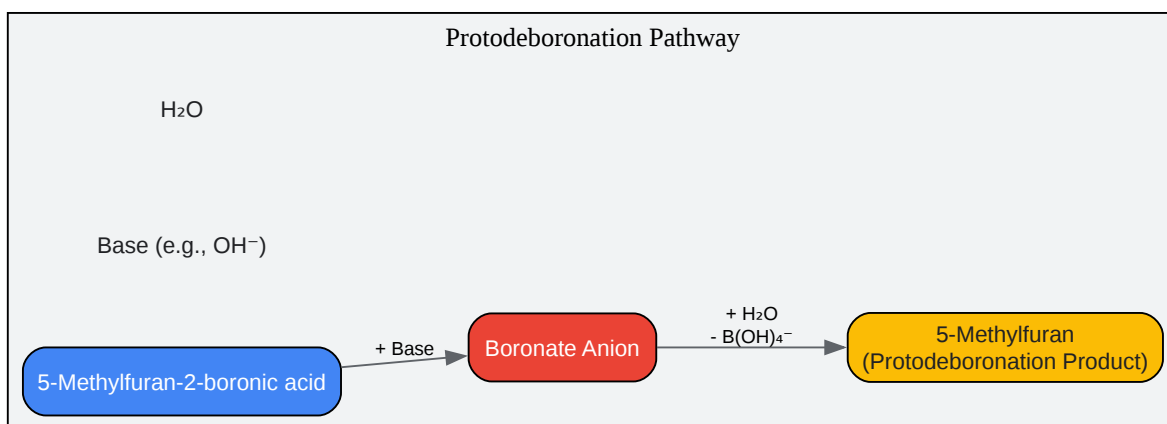 Protodeboronation Pathway
H₂O
Base (e.g., OH⁻)
5-Methylfuran-2-boronic acid
+ Base
Boronate Anion
+ H₂O
- B(OH)₄⁻
5-Methylfuran
(Protodeboronation Product)